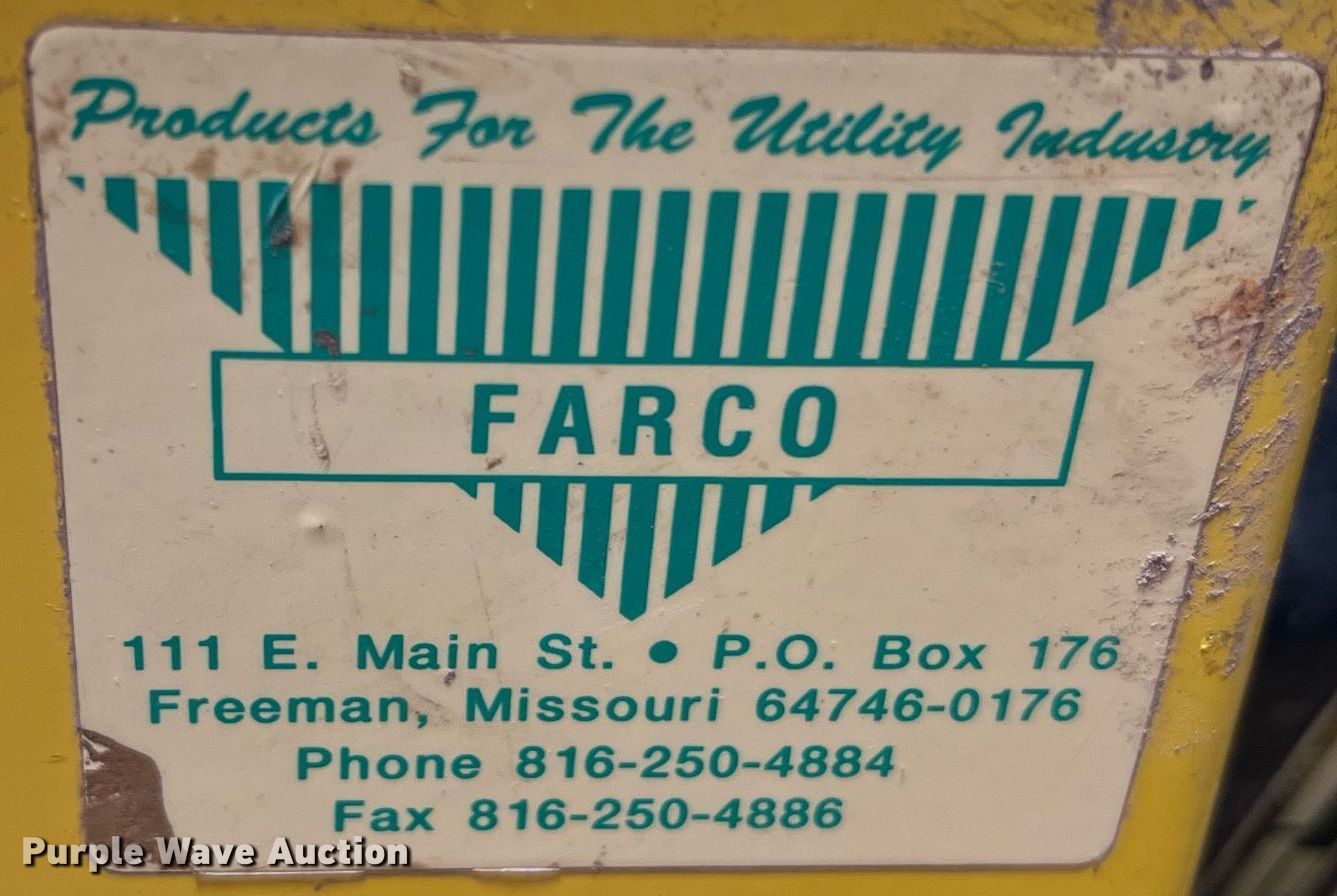 Products For The Utility Industry
FARCO
111 E. Main St. • P.O. Box 176
Freeman, Missouri 64746-0176
Phone 816-250-4884
Fax 816-250-4886
Purple Wave Auction